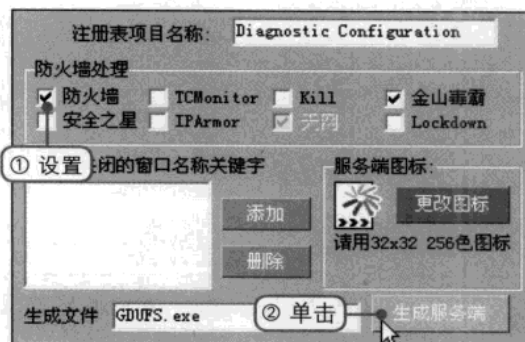 注册表项目名称: Diagnostic Configuration
防火墙处理
防火墙 TCMonitor Kill 金山毒霸
安全之星 IPArmor 天网 Lockdown
① 设置
闭的窗口名称关键字 服务端图标:
添加 更改图标
请用32x32 256色图标
删除
生成文件 GDUFS.exe ② 单击 生成服务端